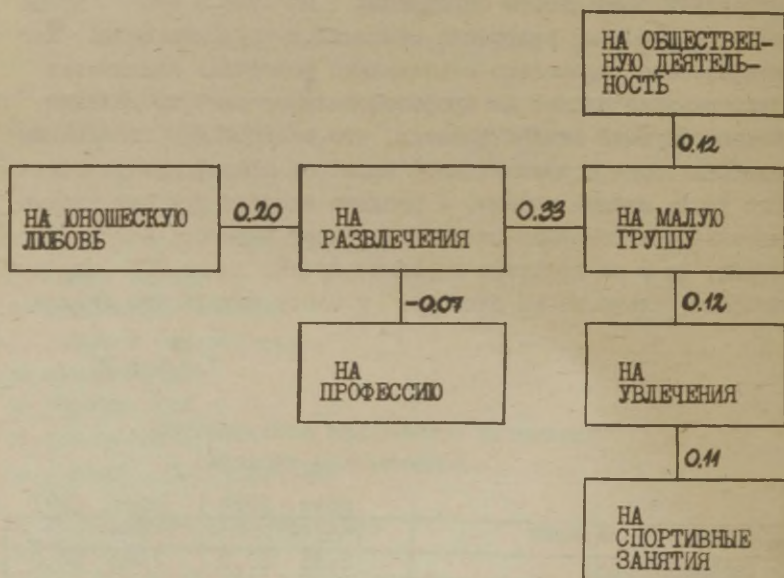 НА ОБЩЕСТВЕН-
НУЮ ДЕЯТЕЛЬ-
НОСТЬ
0.12
НА ЮНОШЕСКУЮ
ЛЮБОВЬ
0.20
НА
РАЗВЛЕЧЕНИЯ
0.33
НА МАЛУЮ
ГРУППУ
-0.07
0.12
НА
ПРОФЕССИЮ
НА
УВЛЕЧЕНИЯ
0.11
НА
СПОРТИВНЫЕ
ЗАНЯТИЯ